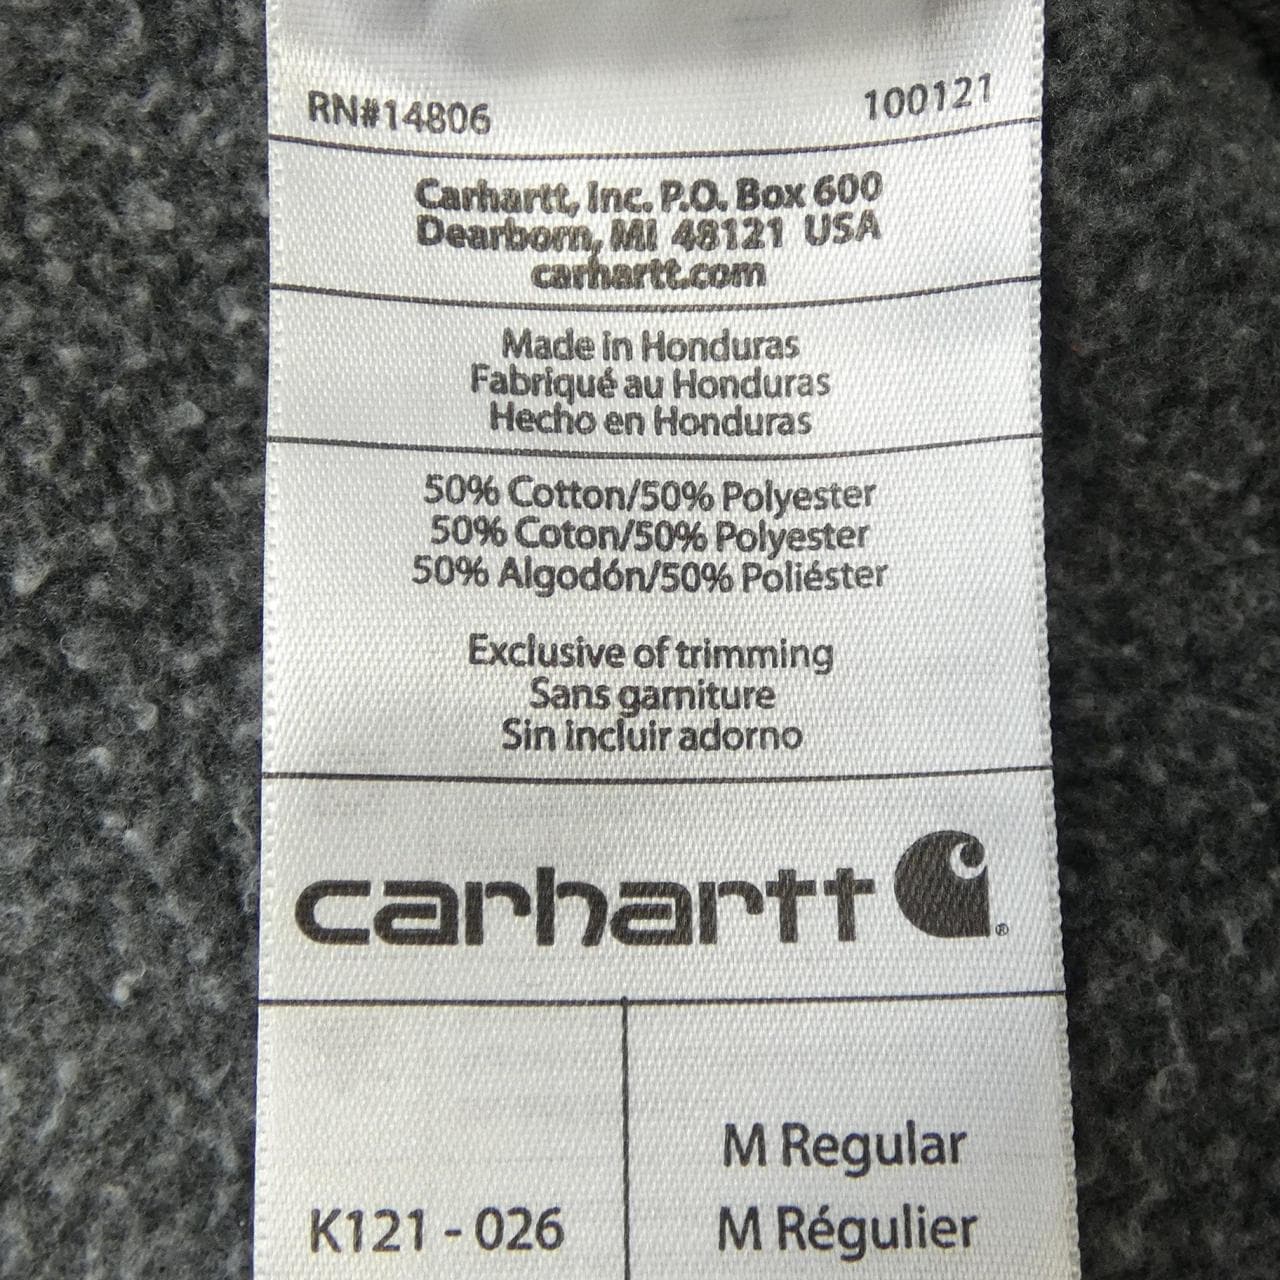 RN#14806 100121
Carhartt, Inc. P.O. Box 600
Dearborn, MI 48121 USA
carhartt.com
Made in Honduras
Fabriqué au Honduras
Hecho en Honduras
50% Cotton/50% Polyester
50% Coton/50% Polyester
50% Algodón/50% Poliéster
Exclusive of trimming
Sans garniture
Sin incluir adorno
carhartt ®
M Regular
K121 - 026 M Régulier